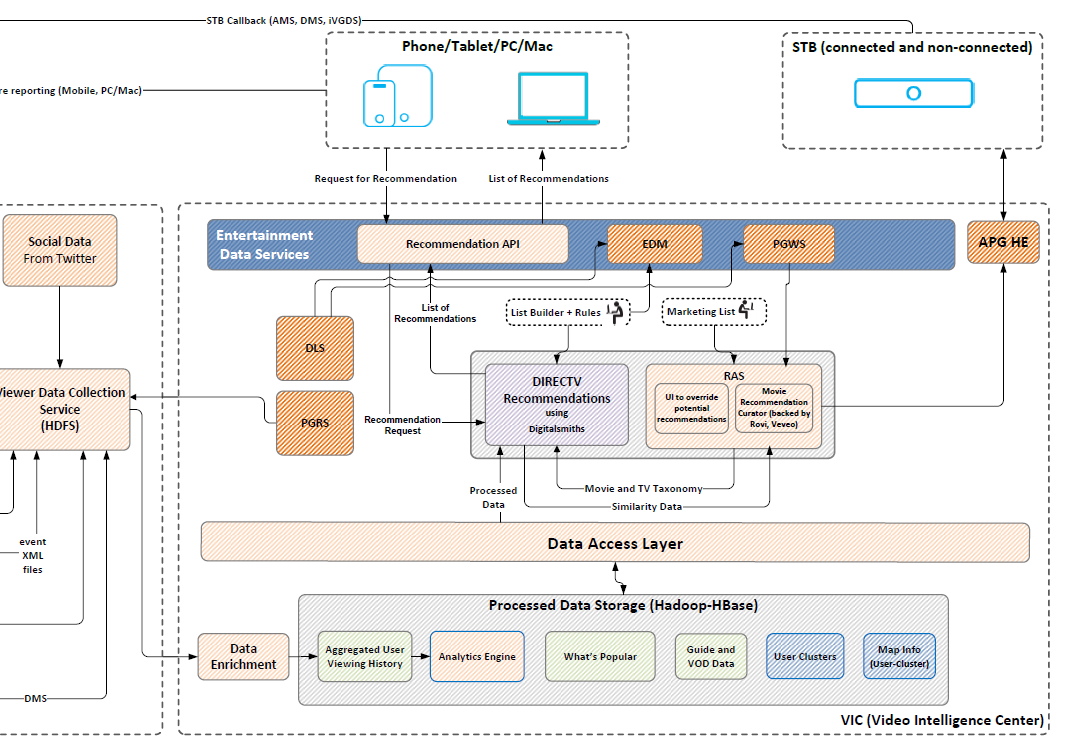 STB Callback (AMS, DMS, iVGDS)
Phone/Tablet/PC/Mac
STB (connected and non-connected)
re reporting (Mobile, PC/Mac)
Request for Recommendation
List of Recommendations
Social Data
From Twitter
Entertainment
Data Services
Recommendation API
EDM
PGWS
APG HE
List of
Recommendations
List Builder + Rules
Marketing List
DLS
PGRS
Viewer Data Collection
Service
(HDFS)
Recommendation
Request
DIRECTV
Recommendations
using
Digitalsmiths
RAS
UI to override
potential
recommendations
Movie
Recommendation
Curator (backed by
Rovi, Veveo)
Processed
Data
Movie and TV Taxonomy
Similarity Data
event
XML
files
Data Access Layer
Processed Data Storage (Hadoop-HBase)
Data
Enrichment
Aggregated User
Viewing History
Analytics Engine
What's Popular
Guide and
VOD Data
User Clusters
Map Info
(User-Cluster)
DMS
VIC (Video Intelligence Center)